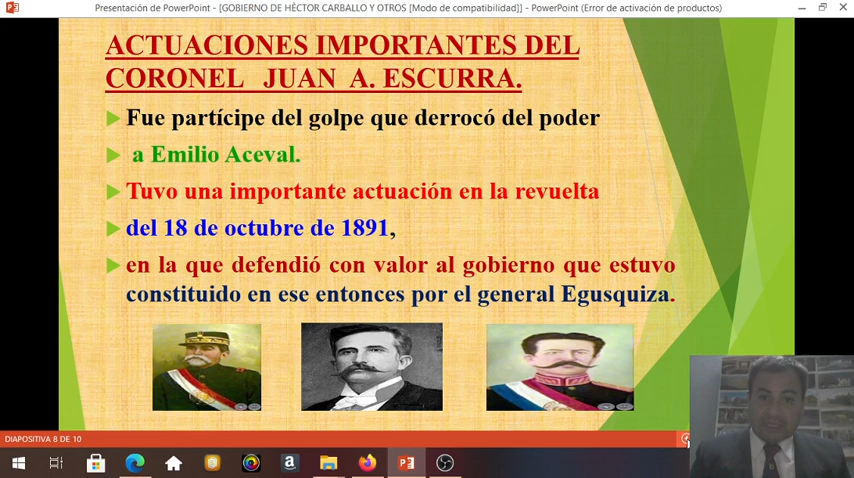 Presentación de PowerPoint - [GOBIERNO DE HÈCTOR CARBALLO Y OTROS [Modo de compatibilidad]] - PowerPoint (Error de activación de productos)
ACTUACIONES IMPORTANTES DEL
CORONEL JUAN A. ESCURRA.
Fue partícipe del golpe que derrocó del poder
a Emilio Aceval.
Tuvo una importante actuación en la revuelta
del 18 de octubre de 1891,
en la que defendió con valor al gobierno que estuvo
constituido en ese entonces por el general Egusquiza.
DIAPOSITIVA 8 DE 10